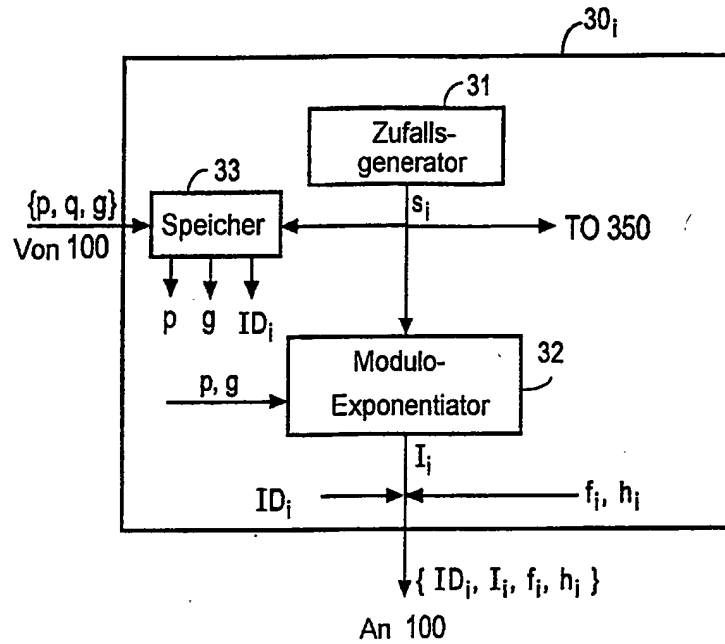 30i
31
Zufalls-
generator
33
{p, q, g}
Von 100
Speicher
si
TO 350
p g IDi
Modulo-
Exponentiator
32
p, g
Ii
IDi
fi, hi
{ IDi, Ii, fi, hi }
An 100